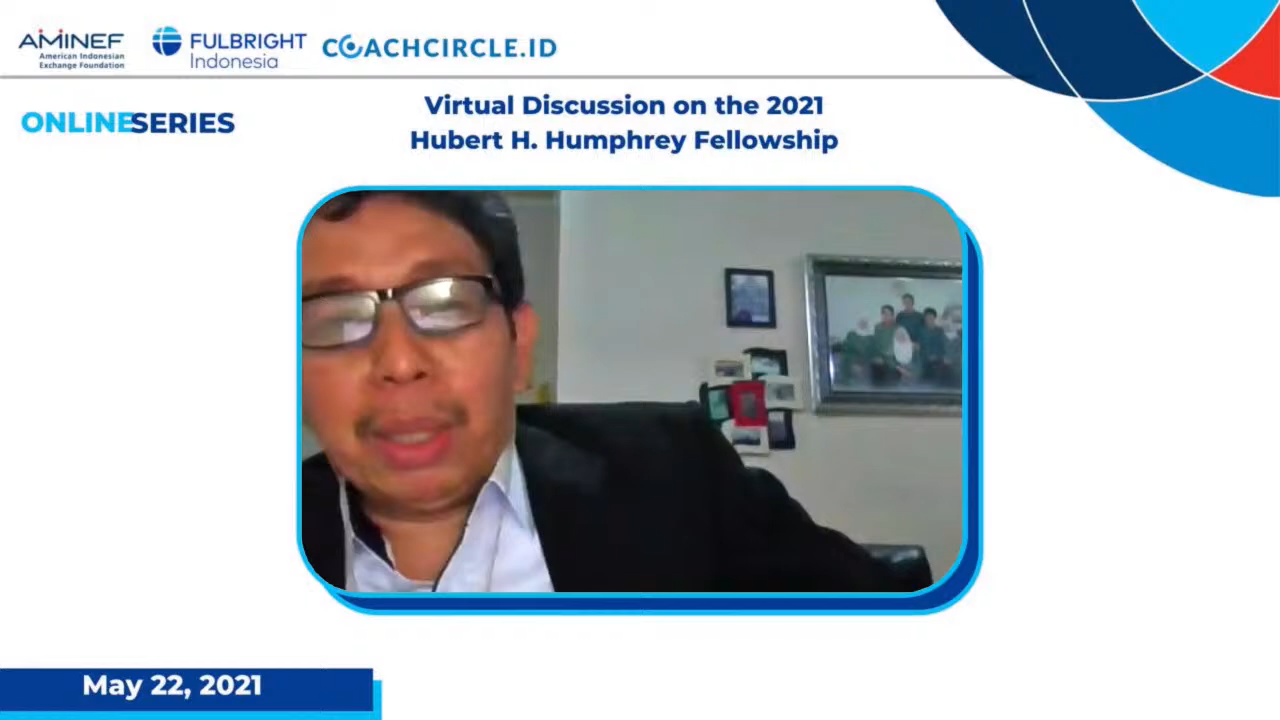 AMINEF
American Indonesian
Exchange Foundation
FULBRIGHT
Indonesia
COACHCIRCLE.ID
ONLINESERIES
Virtual Discussion on the 2021
Hubert H. Humphrey Fellowship
May 22, 2021